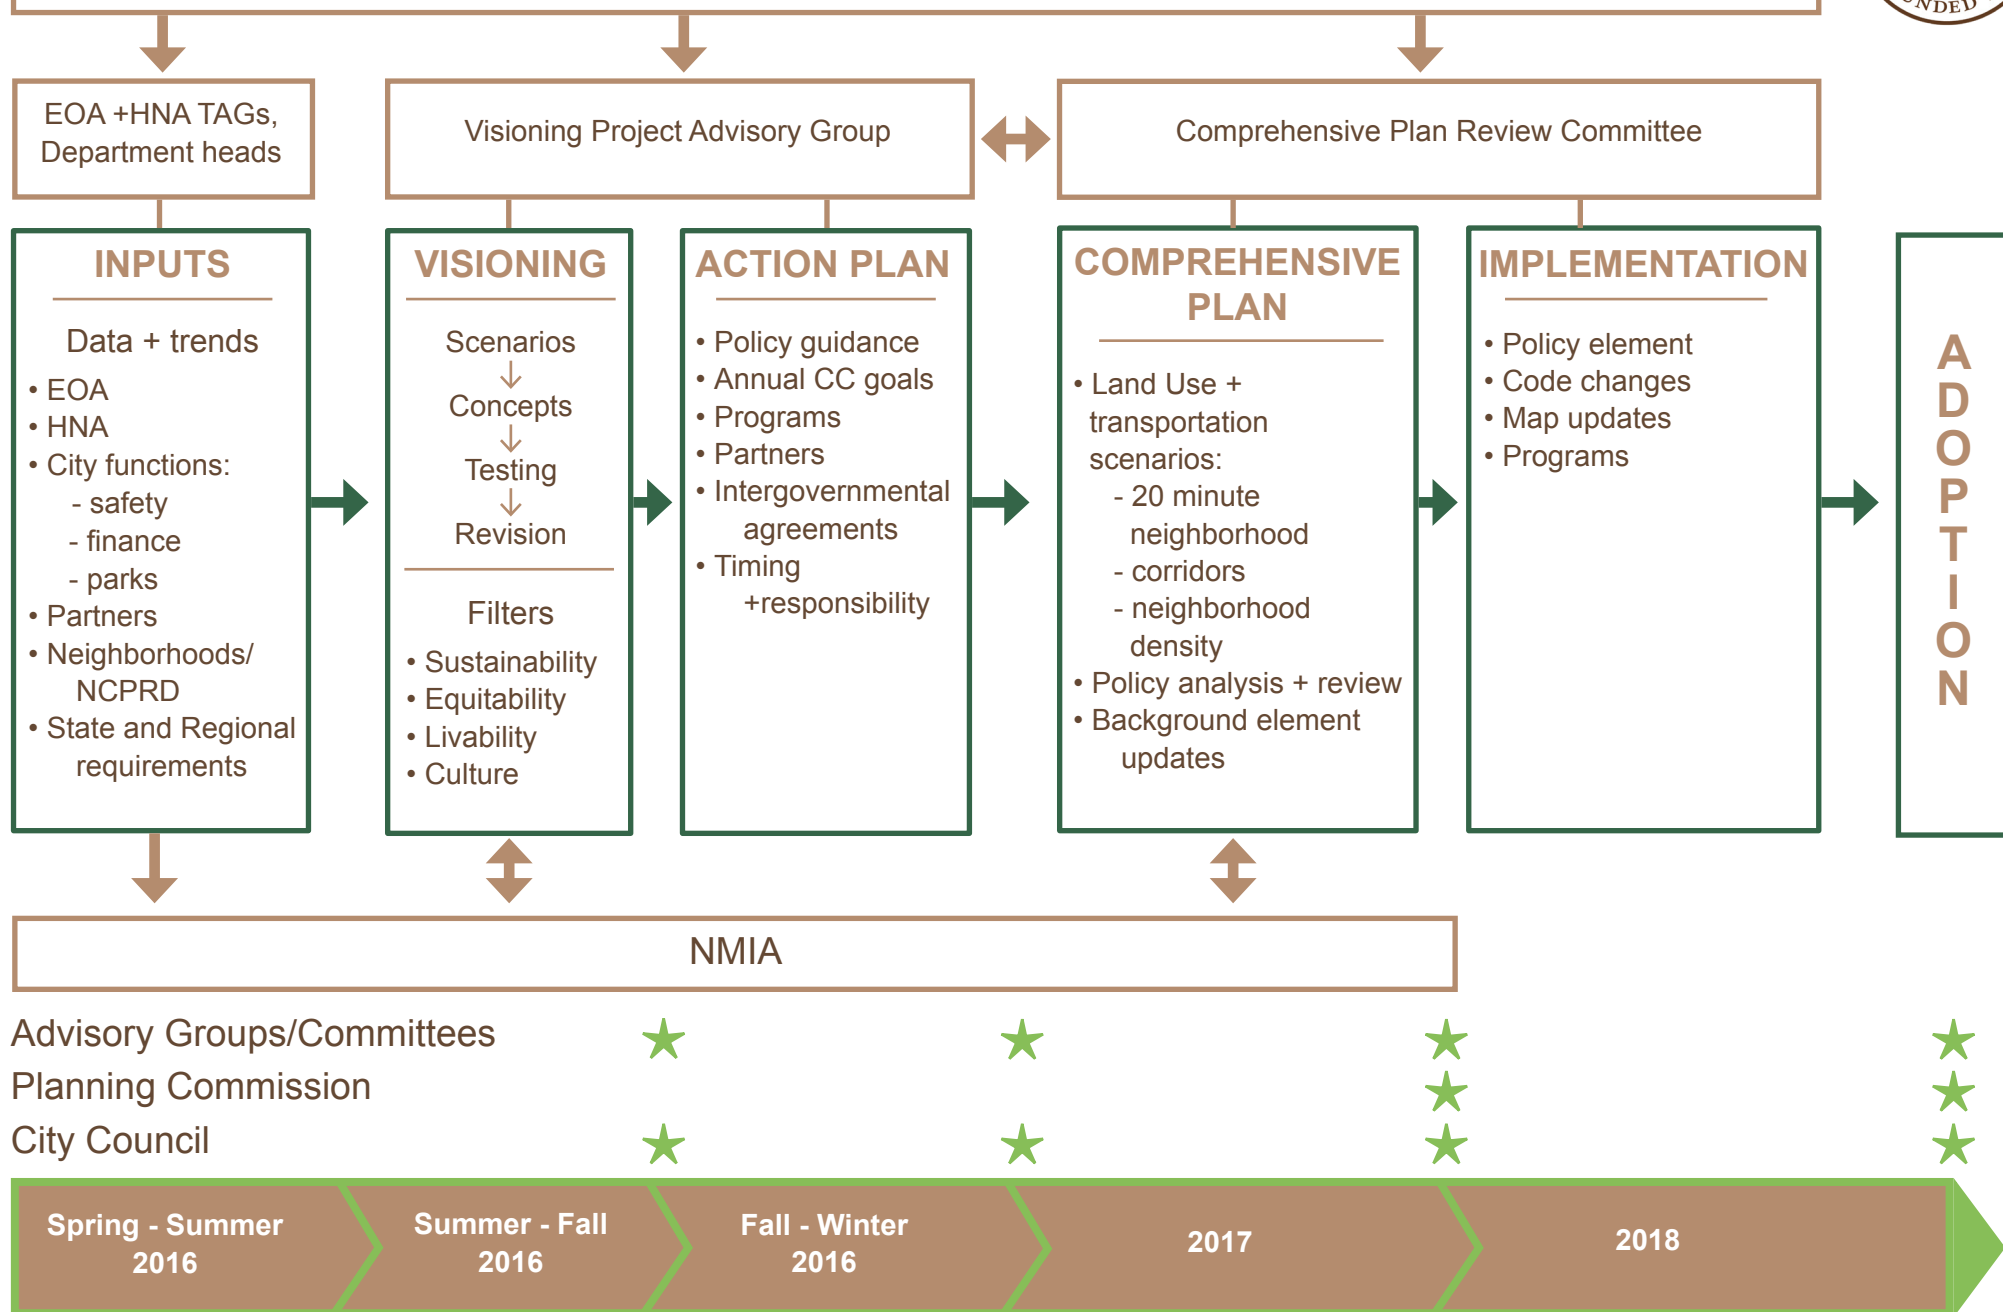 EOA +HNA TAGs,
Department heads
Visioning Project Advisory Group
Comprehensive Plan Review Committee
INPUTS
Data + trends
• EOA
• HNA
• City functions:
- safety
- finance
- parks
• Partners
• Neighborhoods/
NCPRD
• State and Regional
requirements
VISIONING
Scenarios
Concepts
Testing
Revision
Filters
• Sustainability
• Equitability
• Livability
• Culture
ACTION PLAN
• Policy guidance
• Annual CC goals
• Programs
• Partners
• Intergovernmental
agreements
• Timing
+responsibility
COMPREHENSIVE
PLAN
• Land Use +
transportation
scenarios:
- 20 minute
neighborhood
- corridors
- neighborhood
density
• Policy analysis + review
• Background element
updates
IMPLEMENTATION
• Policy element
• Code changes
• Map updates
• Programs
ADOPTION
NMIA
Advisory Groups/Committees
Planning Commission
City Council
Spring - Summer
2016
Summer - Fall
2016
Fall - Winter
2016
2017
2018